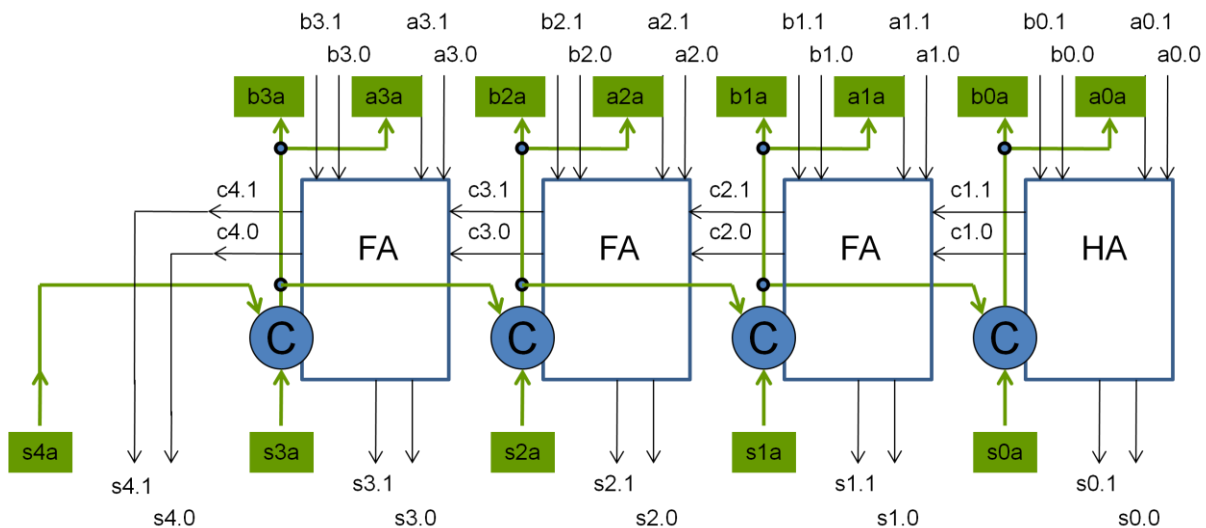 b3.1 a3.1 b2.1 a2.1 b1.1 a1.1 b0.1 a0.1
b3.0 a3.0 b2.0 a2.0 b1.0 a1.0 b0.0 a0.0
b3a a3a b2a a2a b1a a1a b0a a0a
c4.1 c3.1 c2.1 c1.1
c4.0 FA c3.0 FA c2.0 FA c1.0 HA
C C C C
s4a s3a s2a s1a s0a
s4.1 s3.1 s2.1 s1.1 s0.1
s4.0 s3.0 s2.0 s1.0 s0.0